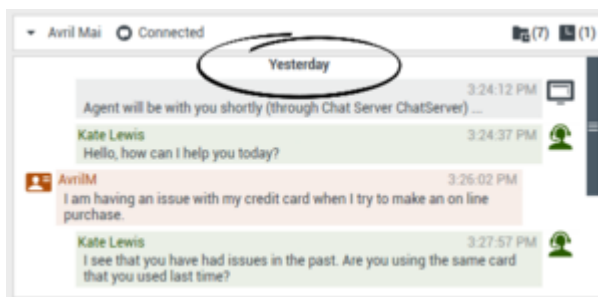 Avril Mai Connected (7) (1)
Yesterday
3:24:12 PM
Agent will be with you shortly (through Chat Server ChatServer) ...
Kate Lewis 3:24:37 PM
Hello, how can I help you today?
AvrilM 3:26:02 PM
I am having an issue with my credit card when I try to make an on line
purchase.
Kate Lewis 3:27:57 PM
I see that you have had issues in the past. Are you using the same card
that you used last time?